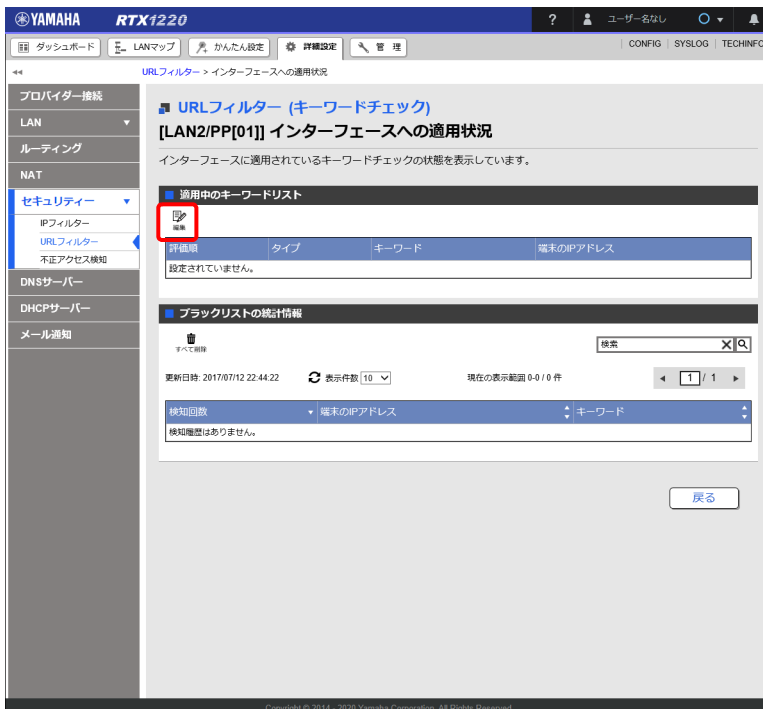 YAMAHA RTX1220 ? ユーザーなし
ダッシュボード LANマップ かんたん設定 詳細設定 管 理 CONFIG SYSLOG TECHINFO
URLフィルター > インターフェースへの適用状況
プロバイダー接続
LAN
ルーティング
NAT
セキュリティー
IPフィルター
URLフィルター
不正アクセス検知
DNSサーバー
DHCPサーバー
メール通知
URLフィルター (キーワードチェック)
[LAN2/PP[01]] インターフェースへの適用状況
インターフェースに適用されているキーワードチェックの状態を表示しています。
適用中のキーワードリスト
編集
評価順 タイプ キーワード 端末のIPアドレス
設定されていません。
ブラックリストの統計情報
すべて削除
検索
更新日時: 2017/07/12 22:44:22 表示件数 10 現在の表示範囲 0-0 / 0 件 1 / 1
検知回数 端末のIPアドレス キーワード
検知履歴はありません。
戻る
Copyright © 2014 - 2020 Yamaha Corporation. All Rights Reserved.